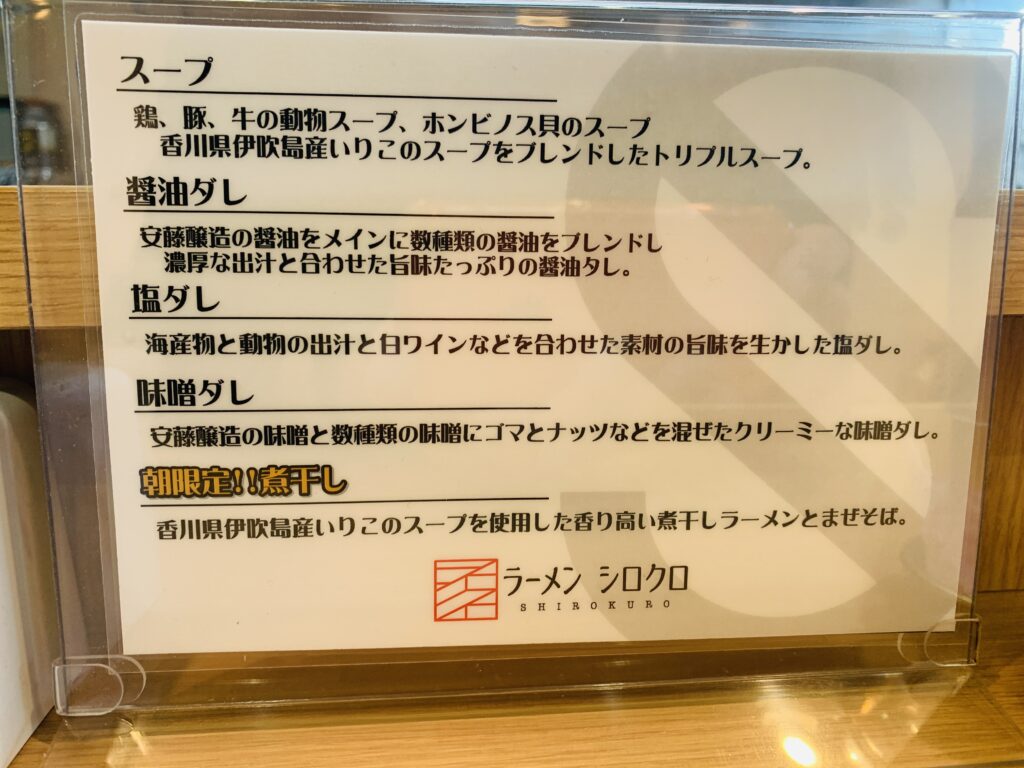 スープ
鶏、豚、牛の動物スープ、ホンビノス貝のスープ
香川県伊吹島産いりこのスープをブレンドしたトリプルスープ。
醤油ダし
安藤醸造の醤油をメインに数種類の醤油をブレンドし
濃厚な出汁と合わせた旨味たっぷりの醤油タし。
塩ダし
海産物と動物の出汁と白ワインなどを合わせた素材の旨味を生かした塩ダし。
味噌ダし
安藤醸造の味噌と数種類の味噌にゴマとナッツなどを混ぜたクリーミーな味噌ダし。
朝限定!!煮干し
香川県伊吹島産いりこのスープを使用した香り高い煮干しラーメンとまぜそば。
ラーメン シロクロ
SHIROKURO